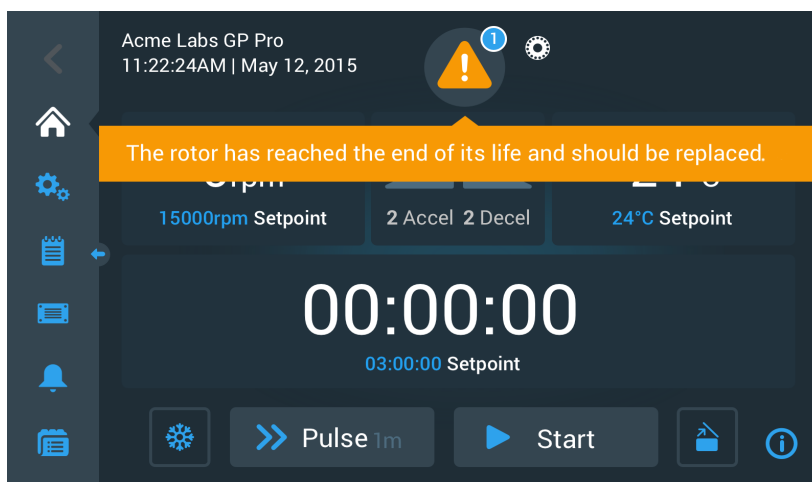 Acme Labs GP Pro
11:22:24AM | May 12, 2015
1
The rotor has reached the end of its life and should be replaced.
rpm
15000rpm Setpoint
2 Accel 2 Decel
24°C Setpoint
00:00:00
03:00:00 Setpoint
Pulse 1m
Start